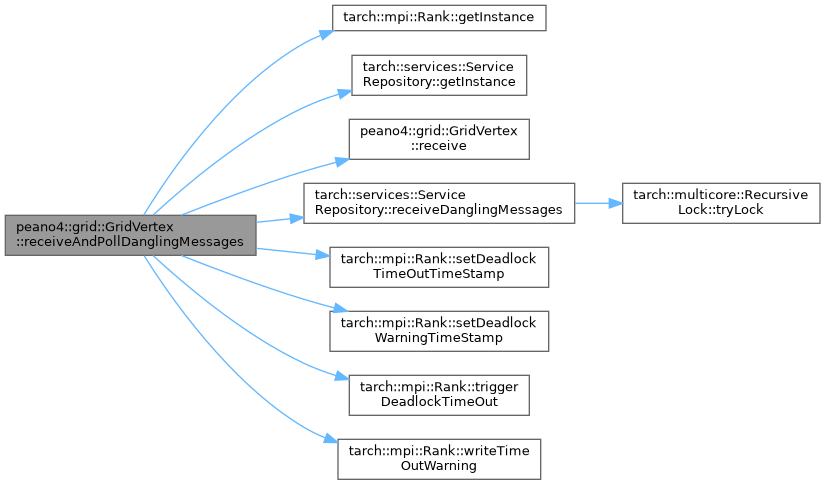 tarch::mpi::Rank::getInstance
tarch::services::Service
Repository::getInstance
peano4::grid::GridVertex
::receive
tarch::services::Service
Repository::receiveDanglingMessages
tarch::multicore::Recursive
Lock::tryLock
peano4::grid::GridVertex
::receiveAndPollDanglingMessages
tarch::mpi::Rank::setDeadlock
TimeOutTimeStamp
tarch::mpi::Rank::setDeadlock
WarningTimeStamp
tarch::mpi::Rank::trigger
DeadlockTimeOut
tarch::mpi::Rank::writeTime
OutWarning